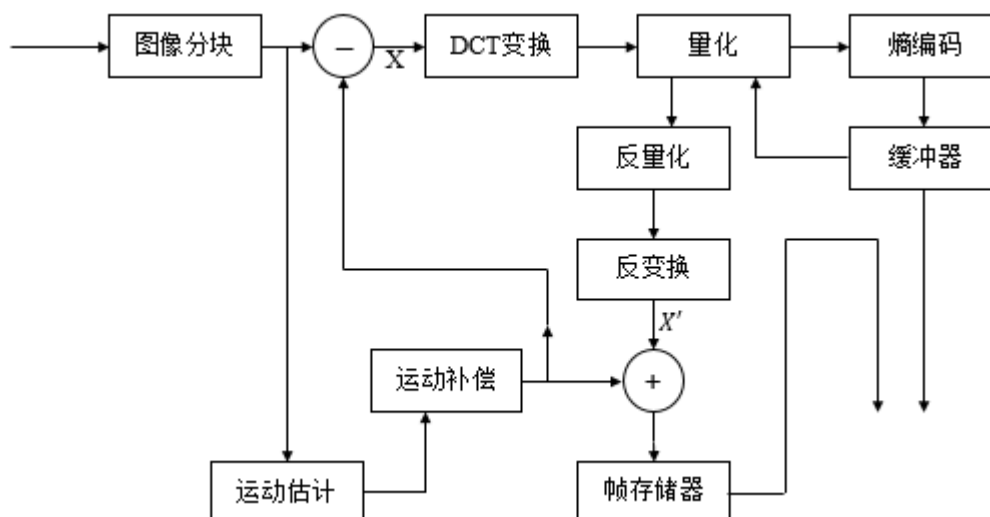 图像分块
−
X
DCT变换
量化
熵编码
反量化
缓冲器
反变换
X′
运动补偿
+
运动估计
帧存储器